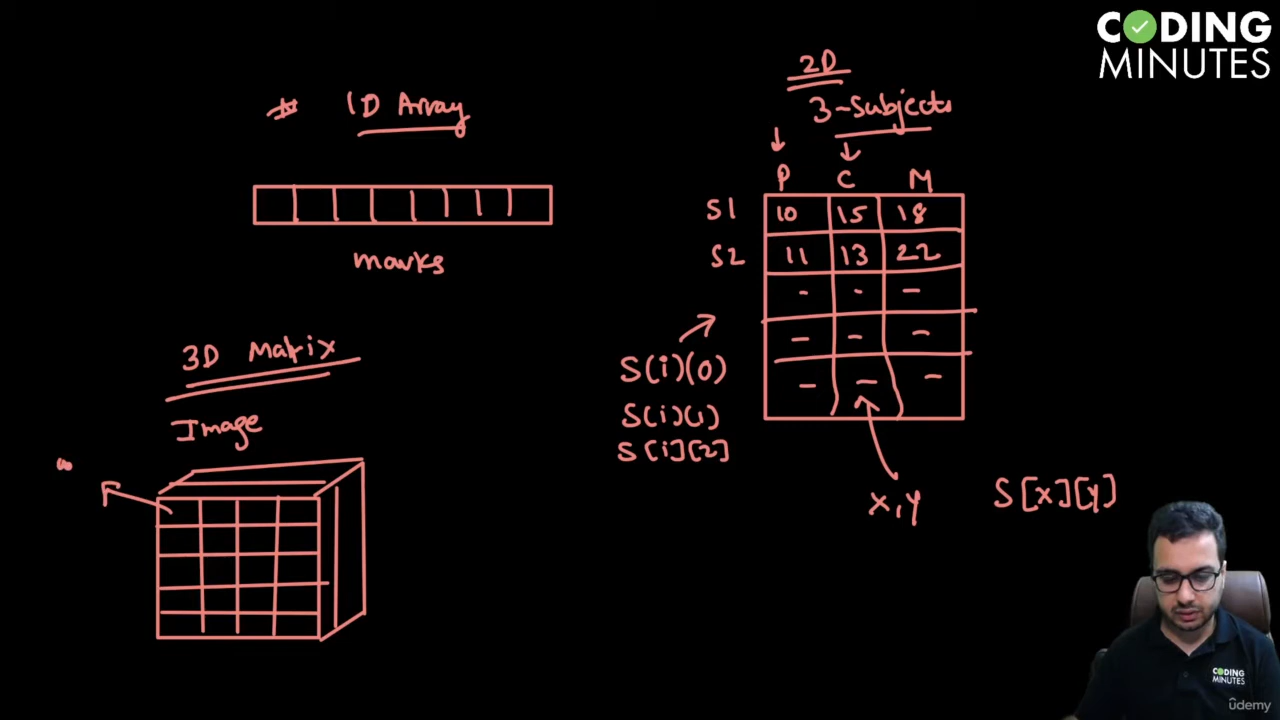 CODING
MINUTES
* 1D Array
marks
2D
3-Subjects
P C M
S1 10 15 18
S2 11 13 22
- - -
- - -
- - -
S(i)(0)
S(i)(1)
S[i][2]
x,y
S[x][y]
3D Matrix
Image
CODING
MINUTES
ûdemy